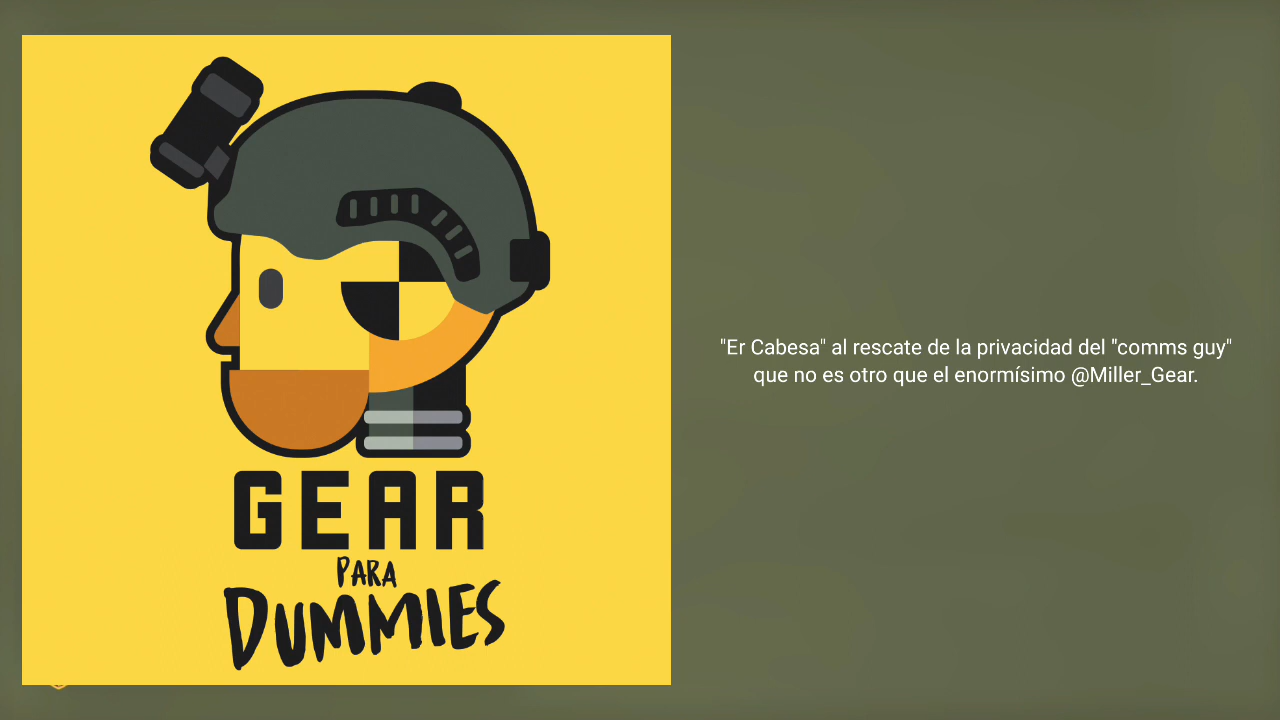 GEAR
PARA
DUMMIES
"Er Cabesa" al rescate de la privacidad del "comms guy"
que no es otro que el enormísimo @Miller_Gear.